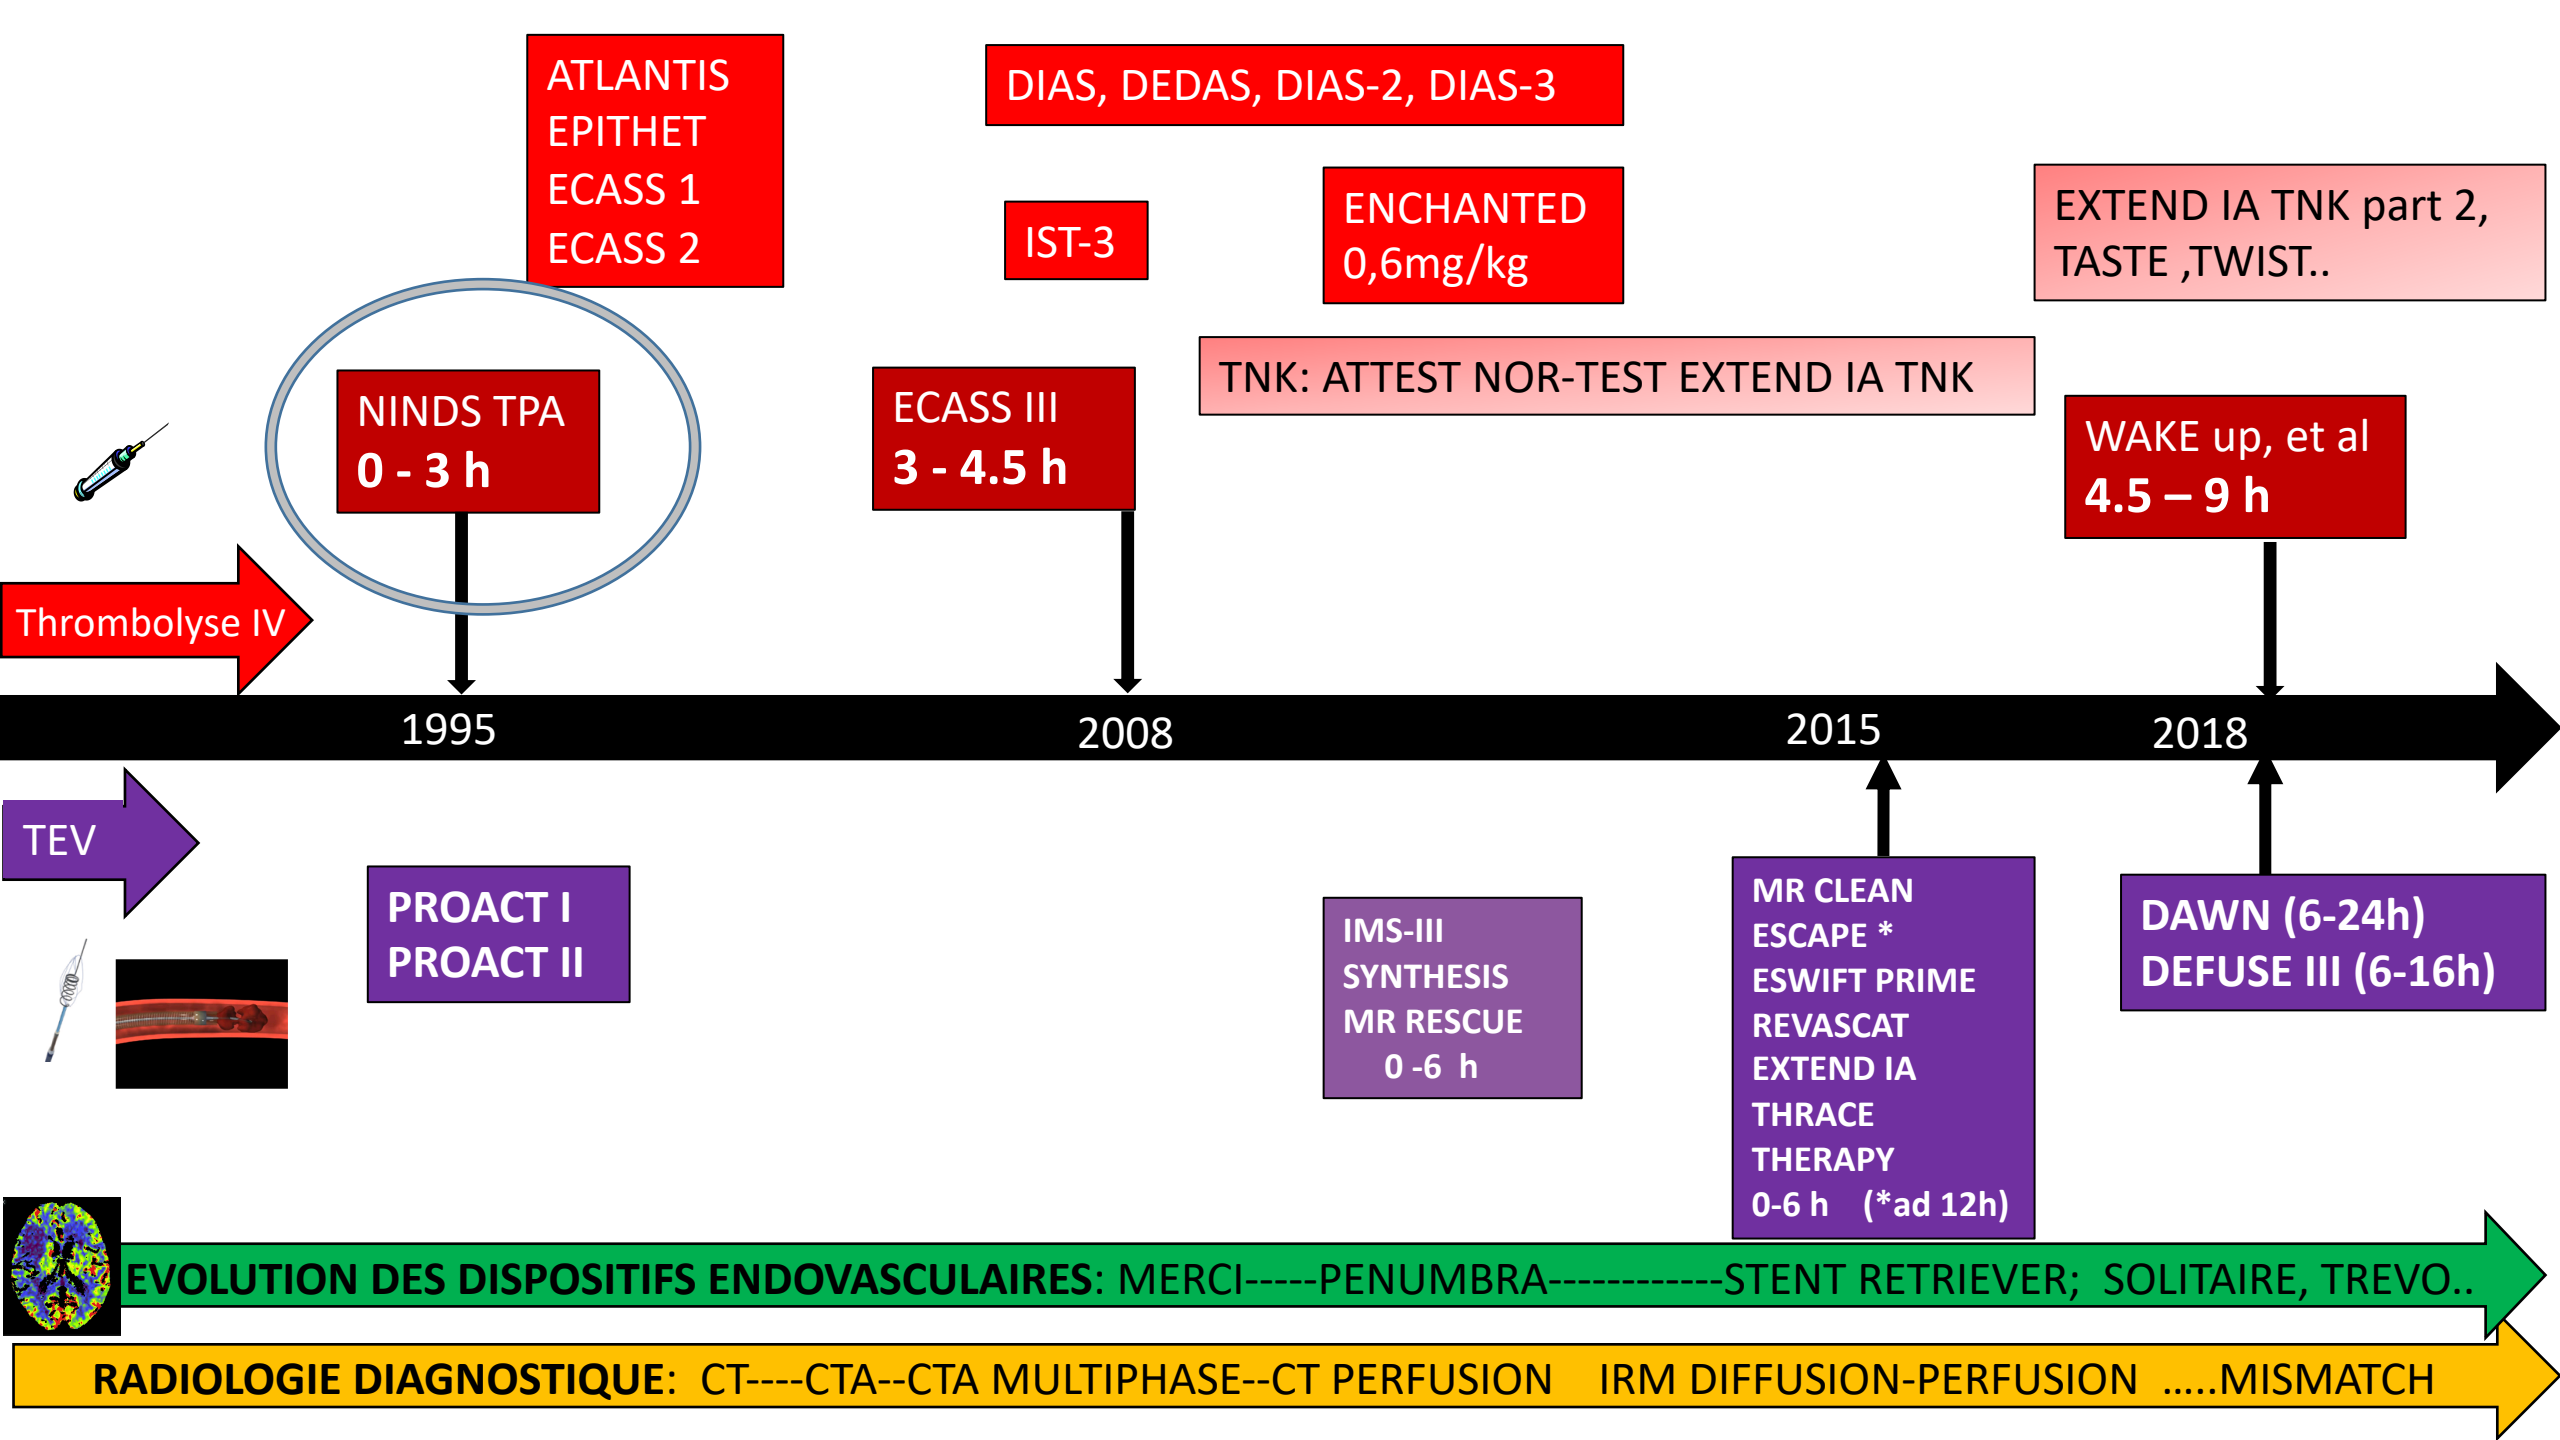 ATLANTIS
EPITHET
ECASS 1
ECASS 2
DIAS, DEDAS, DIAS-2, DIAS-3
IST-3
ENCHANTED
0,6mg/kg
EXTEND IA TNK part 2,
TASTE ,TWIST..
NINDS TPA
0 - 3 h
ECASS III
3 - 4.5 h
TNK: ATTEST NOR-TEST EXTEND IA TNK
WAKE up, et al
4.5 – 9 h
Thrombolyse IV
1995
2008
2015
2018
TEV
PROACT I
PROACT II
IMS-III
SYNTHESIS
MR RESCUE
0 -6 h
MR CLEAN
ESCAPE *
ESWIFT PRIME
REVASCAT
EXTEND IA
THRACE
THERAPY
0-6 h (*ad 12h)
DAWN (6-24h)
DEFUSE III (6-16h)
EVOLUTION DES DISPOSITIFS ENDOVASCULAIRES: MERCI-----PENUMBRA------------STENT RETRIEVER; SOLITAIRE, TREVO..
RADIOLOGIE DIAGNOSTIQUE: CT----CTA--CTA MULTIPHASE--CT PERFUSION IRM DIFFUSION-PERFUSION .....MISMATCH